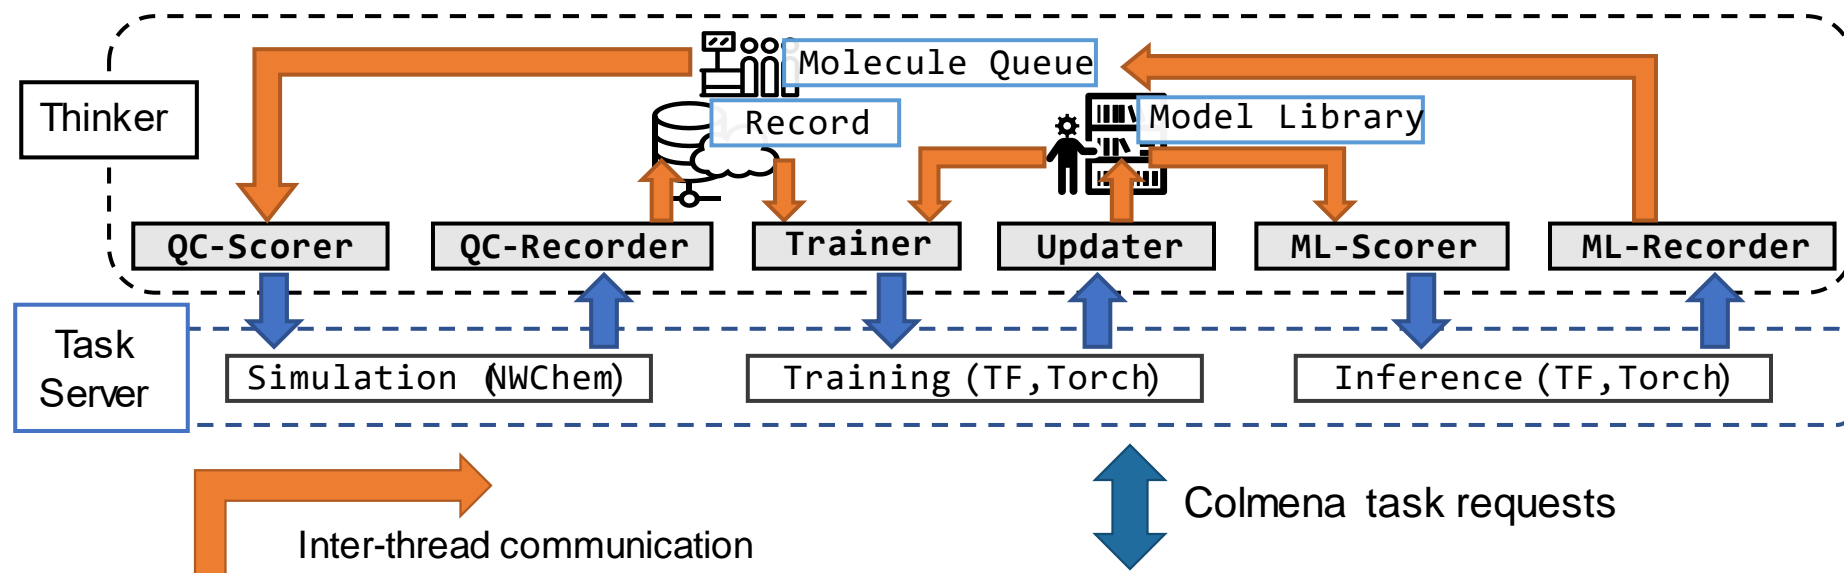 Molecule Queue
Thinker
Record
Model Library
QC-Scorer
QC-Recorder
Trainer
Updater
ML-Scorer
ML-Recorder
Task
Server
Simulation (NWChem)
Training (TF,Torch)
Inference (TF,Torch)
Colmena task requests
Inter-thread communication